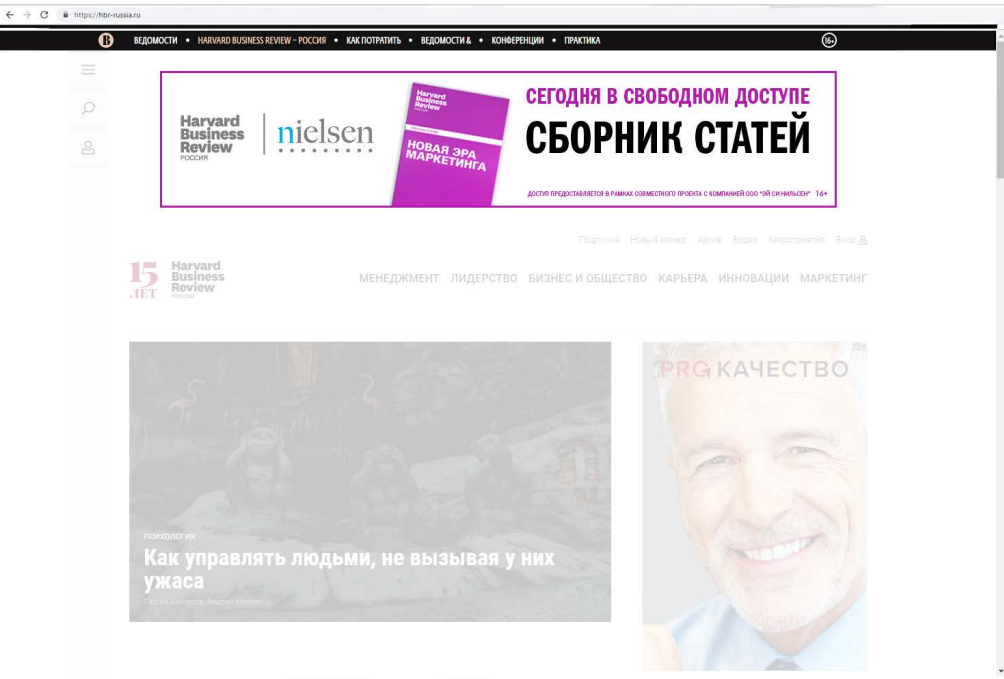 https://hbr-russia.ru
ВЕДОМОСТИ • HARVARD BUSINESS REVIEW – РОССИЯ • КАК ПОТРАТИТЬ • ВЕДОМОСТИ & • КОНФЕРЕНЦИИ • ПРАКТИКА
16+
Harvard
Business
Review
РОССИЯ
nielsen
Harvard
Business
Review
НОВАЯ ЭРА
МАРКЕТИНГА
СЕГОДНЯ В СВОБОДНОМ ДОСТУПЕ
СБОРНИК СТАТЕЙ
ДОСТУП ПРЕДОСТАВЛЯЕТСЯ В РАМКАХ СОВМЕСТНОГО ПРОЕКТА С КОМПАНИЕЙ ООО "ЭЙ СИ НИЛЬСЕН" 16+
Подписка Новый номер Архив Видео Мероприятия Вход
15
ЛЕТ
Harvard
Business
Review
РОССИЯ
МЕНЕДЖМЕНТ ЛИДЕРСТВО БИЗНЕС И ОБЩЕСТВО КАРЬЕРА ИННОВАЦИИ МАРКЕТИНГ
PRG КАЧЕСТВО
ПСИХОЛОГИЯ
Как управлять людьми, не вызывая у них
ужаса